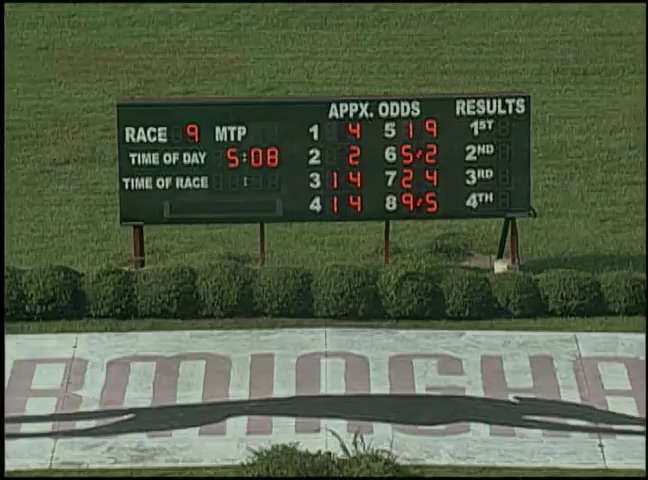 APPX. ODDS RESULTS
RACE 9 MTP 1 4 5 19 1ST
TIME OF DAY 5:08 2 2 6 5/2 2ND
TIME OF RACE : 3 14 7 24 3RD
4 14 8 9/5 4TH
RMINGHA